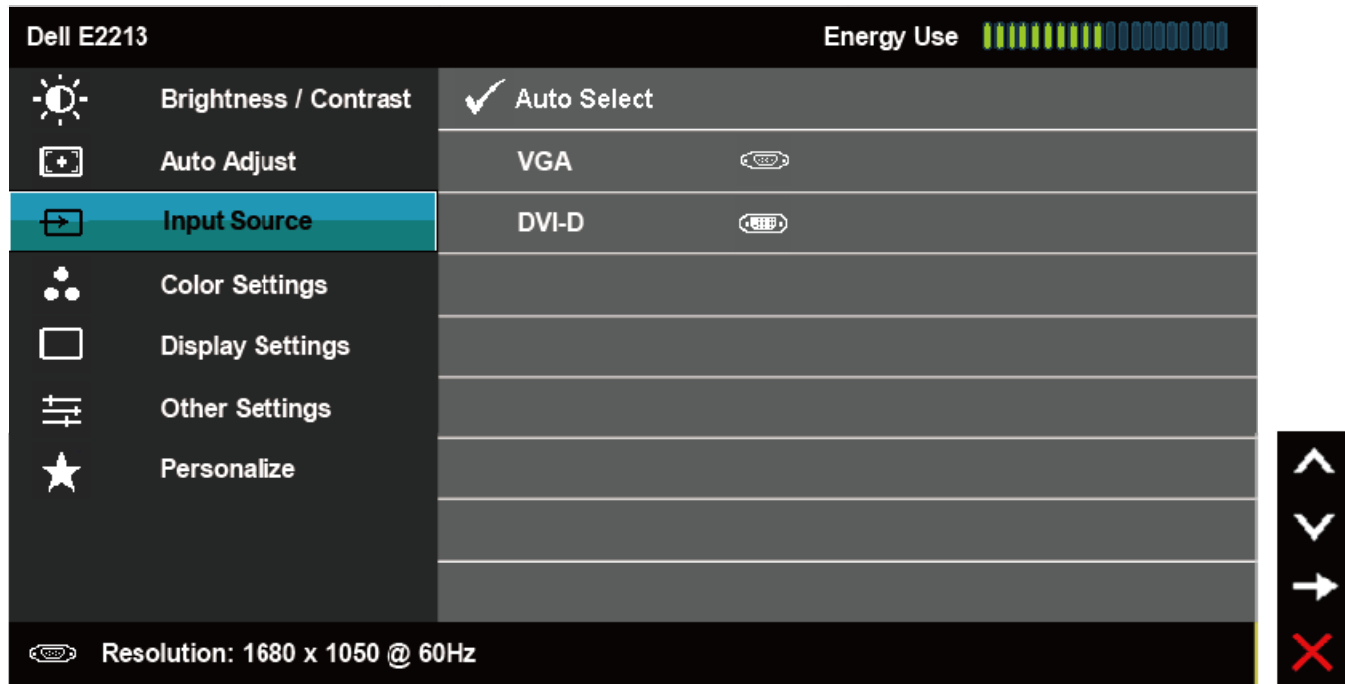 Dell E2213 Energy Use
Brightness / Contrast
Auto Adjust
Input Source
Color Settings
Display Settings
Other Settings
Personalize
Auto Select
VGA
DVI-D
Resolution: 1680 x 1050 @ 60Hz